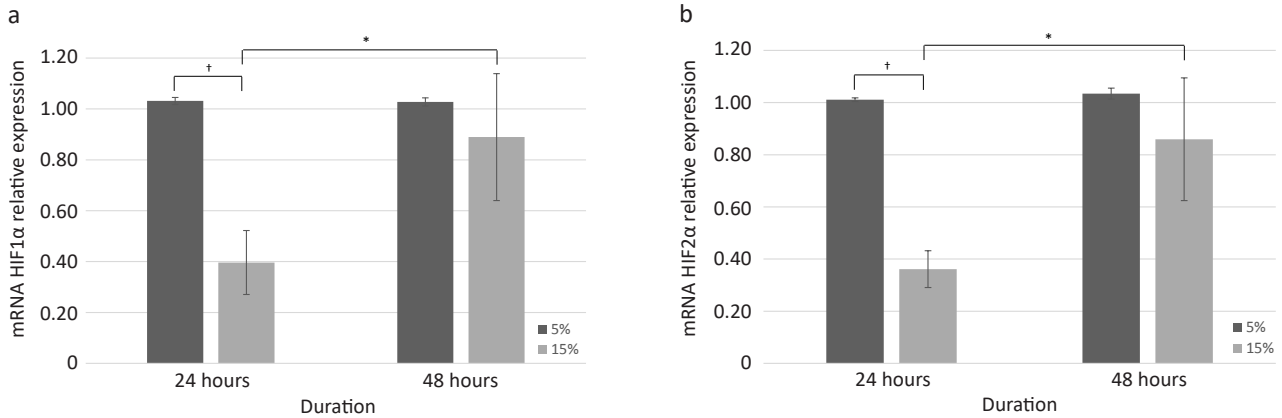 a
mRNA HIF1α relative expression
1.20
1.00
0.80
0.60
0.40
0.20
0
†
*
5%
15%
24 hours
48 hours
Duration
b
mRNA HIF2α relative expression
1.20
1.00
0.80
0.60
0.40
0.20
0
†
*
5%
15%
24 hours
48 hours
Duration